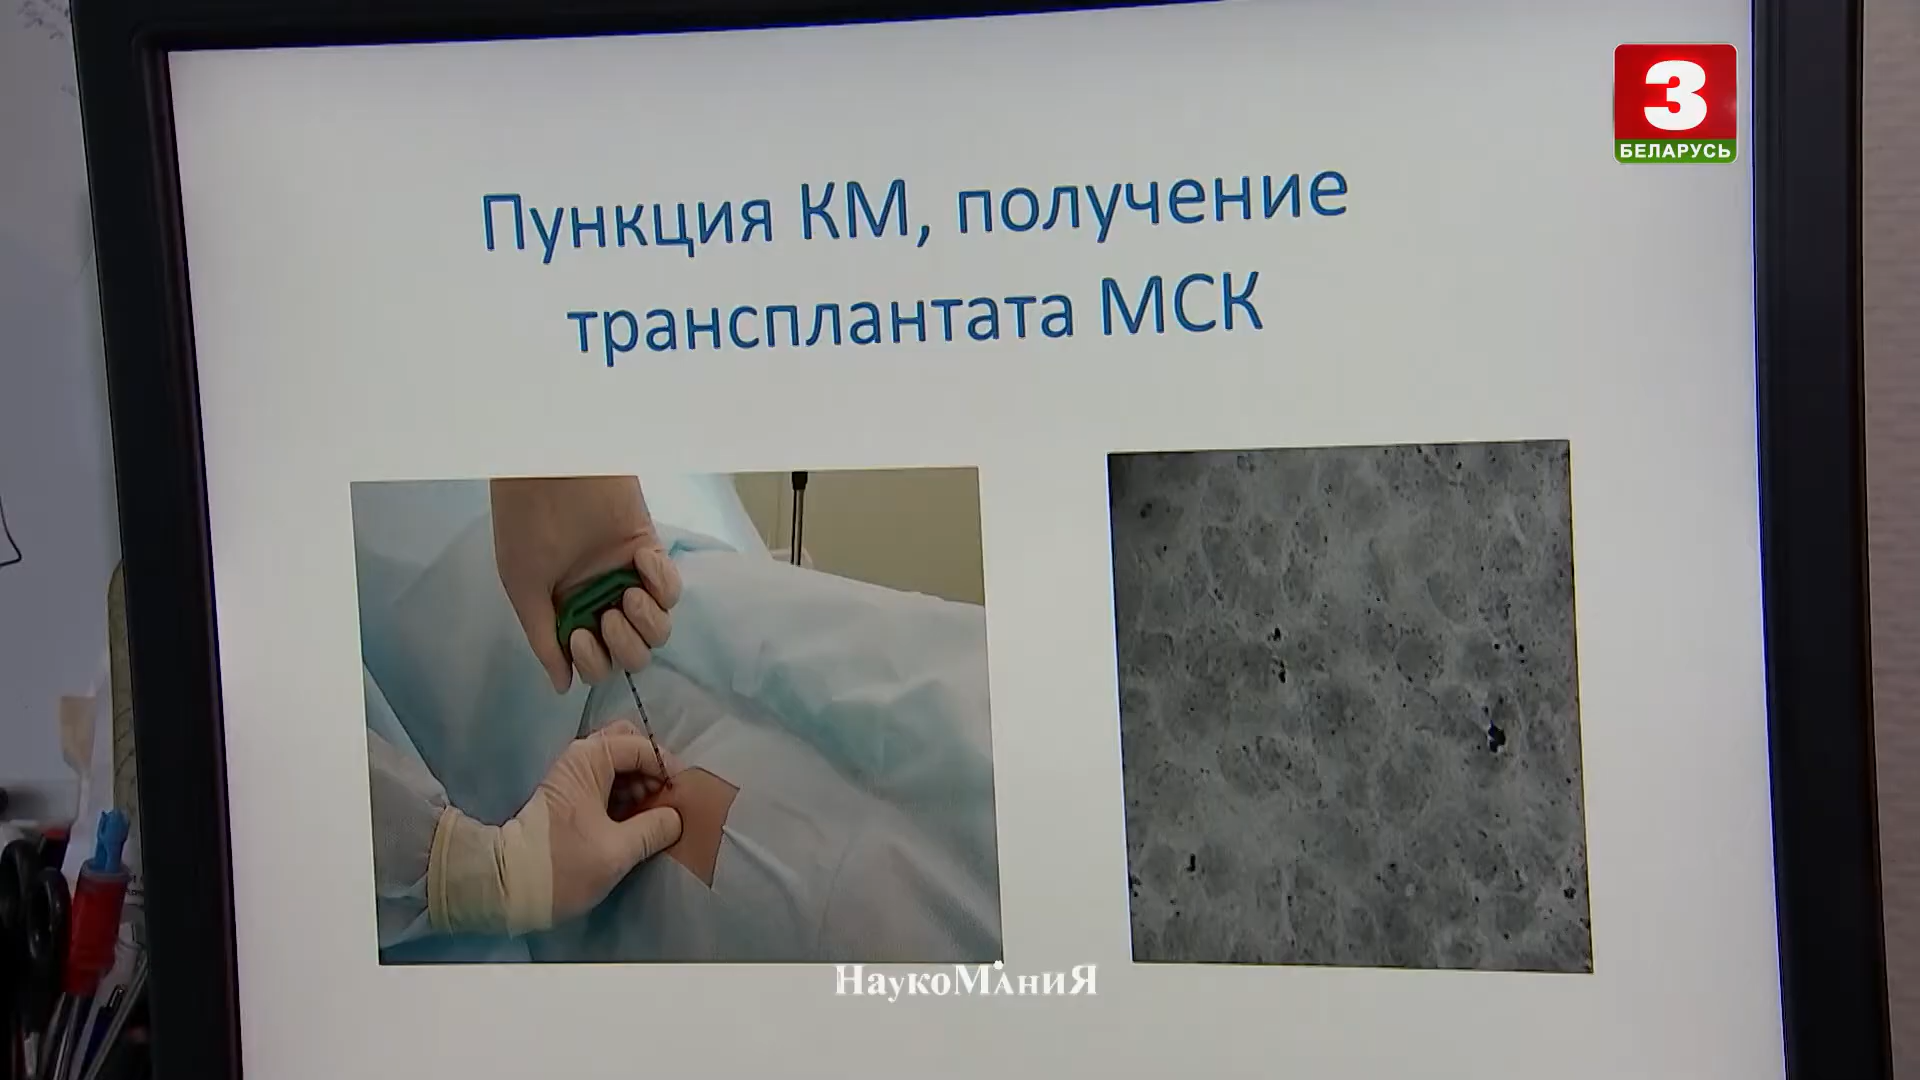 3
БЕЛАРУСЬ
Пункция КМ, получение
трансплантата МСК
НаукоМАниЯ